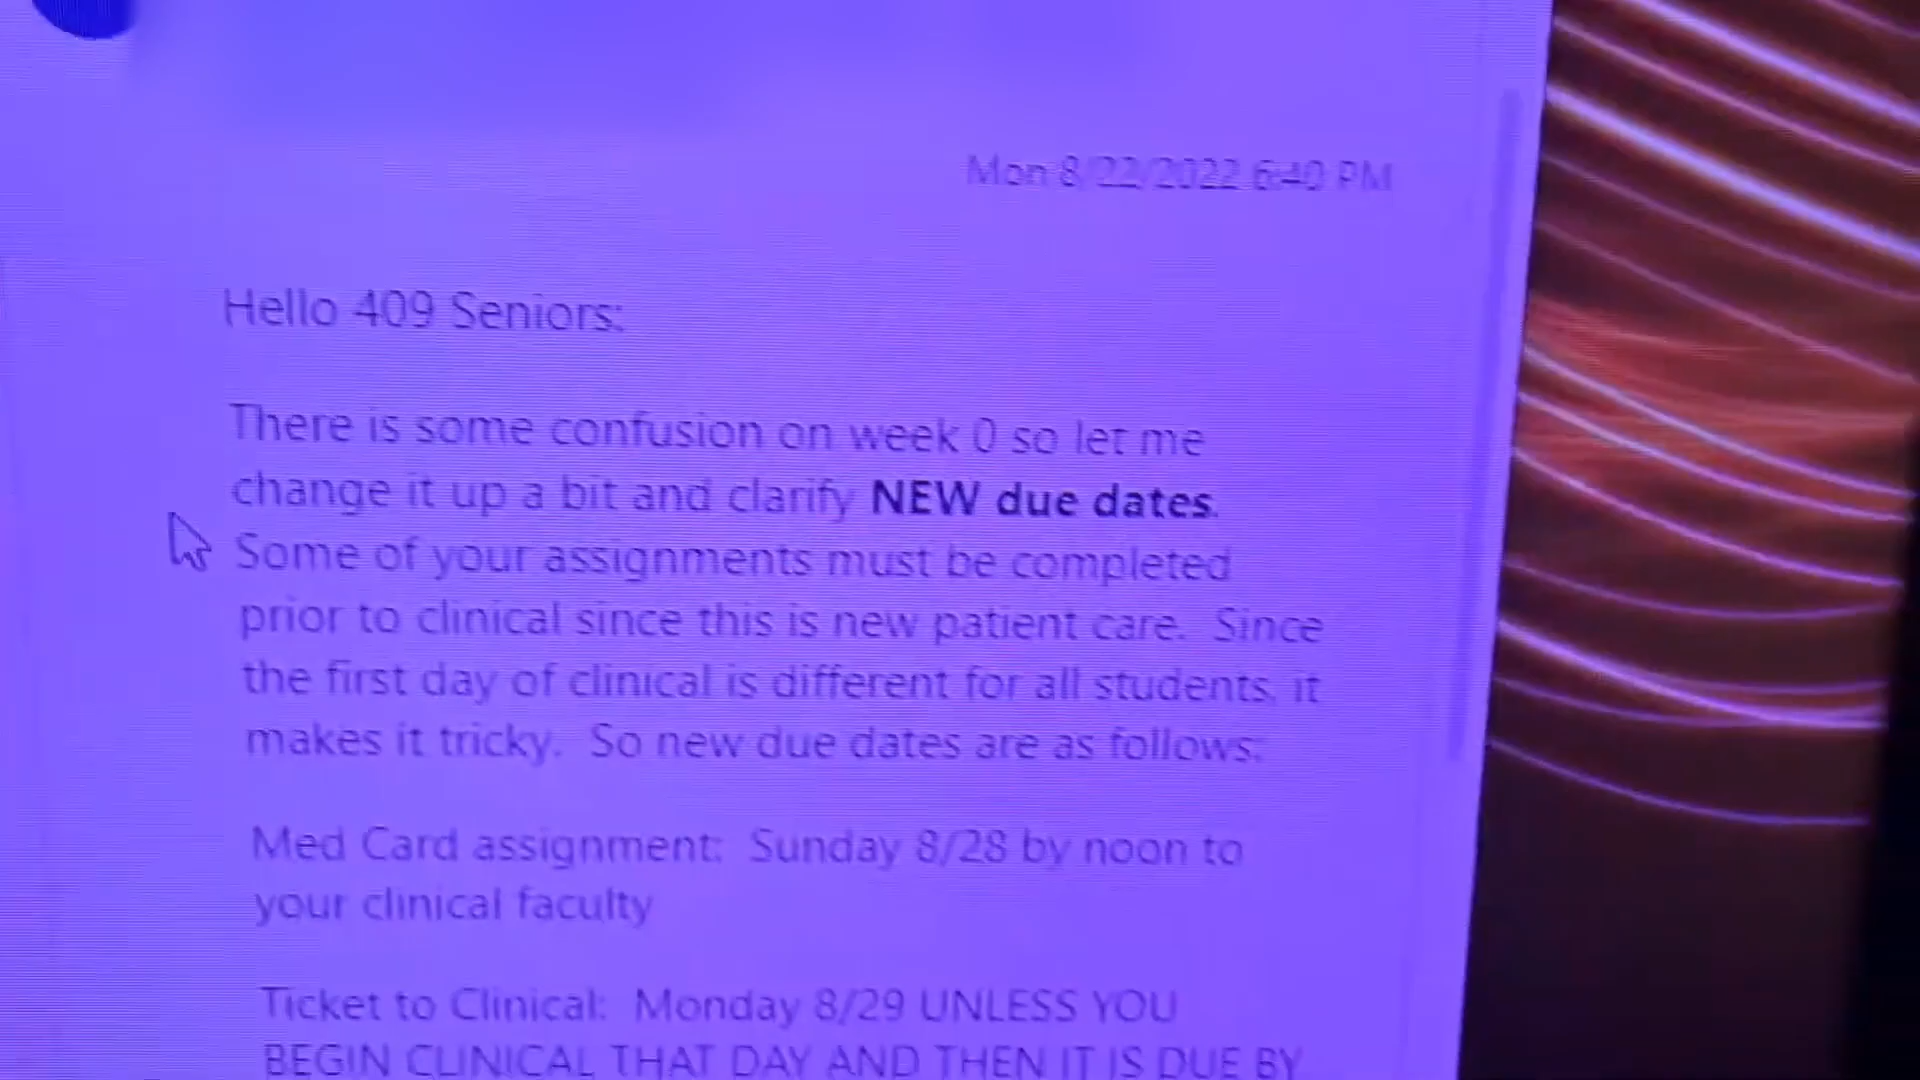 Mon 8/22/2022 6:40 PM
Hello 409 Seniors:
There is some confusion on week 0 so let me
change it up a bit and clarify NEW due dates.
Some of your assignments must be completed
prior to clinical since this is new patient care.  Since
the first day of clinical is different for all students, it
makes it tricky.  So new due dates are as follows:
Med Card assignment:  Sunday 8/28 by noon to
your clinical faculty
Ticket to Clinical:  Monday 8/29 UNLESS YOU
BEGIN CLINICAL THAT DAY AND THEN IT IS DUE BY